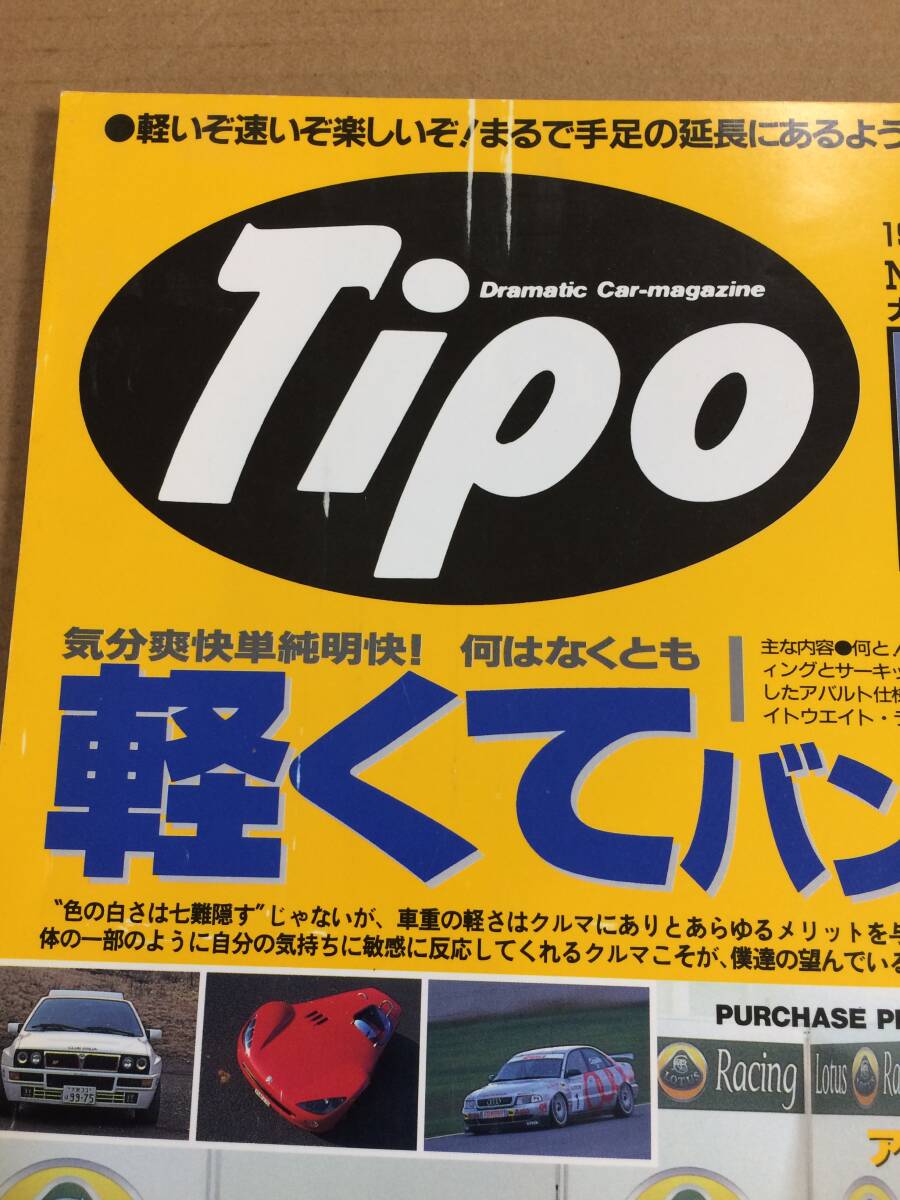 ●軽いぞ速いぞ楽しいぞ!まるで手足の延長にあるよう
Tipo
Dramatic Car-magazine
19
気分爽快単純明快! 何はなくとも
主な内容●何と!
ィングとサーキッ
したアバルト仕様
イトウエイト・ラ
軽くてバン
"色の白さは七難隠す"じゃないが、車重の軽さはクルマにありとあらゆるメリットを与
体の一部のように自分の気持ちに敏感に反応してくれるクルマこそが、僕達の望んでいる
99-75
1
PURCHASE
LOTUS
Racing
Lotus
ア